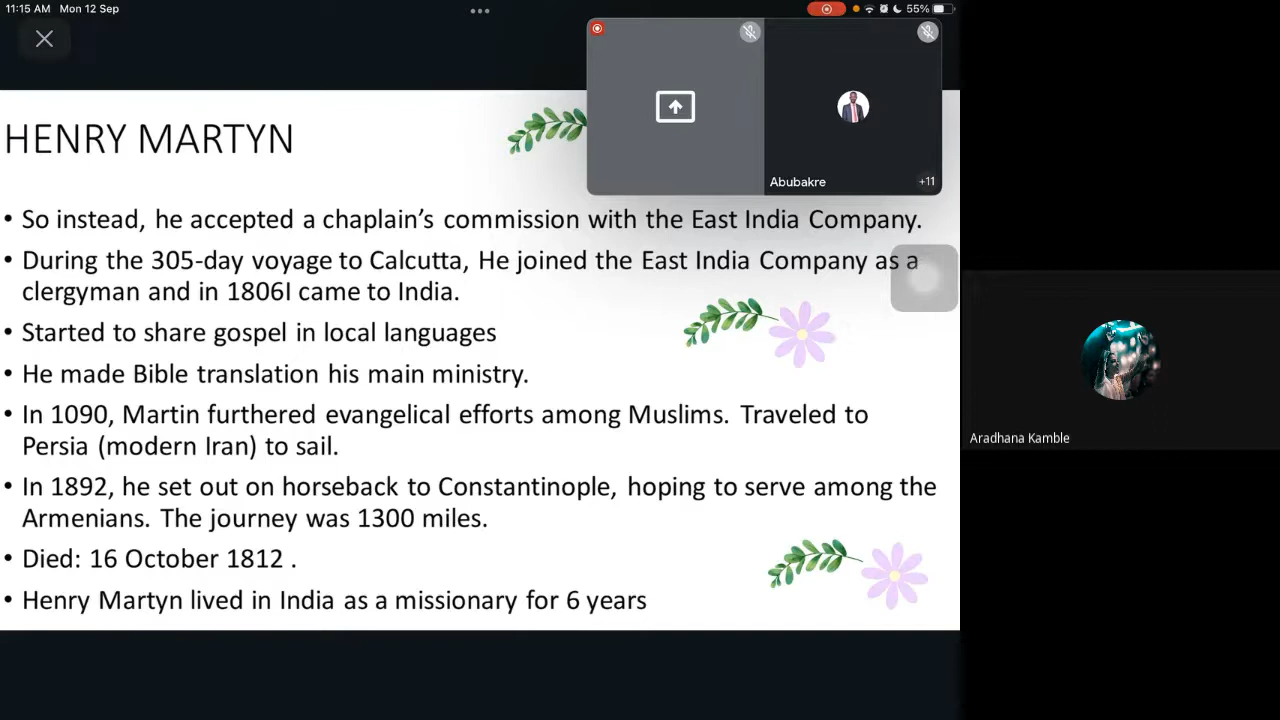 11:15 AM Mon 12 Sep
55%
HENRY MARTYN
Abubakre
+11
• So instead, he accepted a chaplain’s commission with the East India Company.
• During the 305-day voyage to Calcutta, He joined the East India Company as a
clergyman and in 1806I came to India.
• Started to share gospel in local languages
• He made Bible translation his main ministry.
• In 1090, Martin furthered evangelical efforts among Muslims. Traveled to
Persia (modern Iran) to sail.
• In 1892, he set out on horseback to Constantinople, hoping to serve among the
Armenians. The journey was 1300 miles.
• Died: 16 October 1812 .
• Henry Martyn lived in India as a missionary for 6 years
Aradhana Kamble